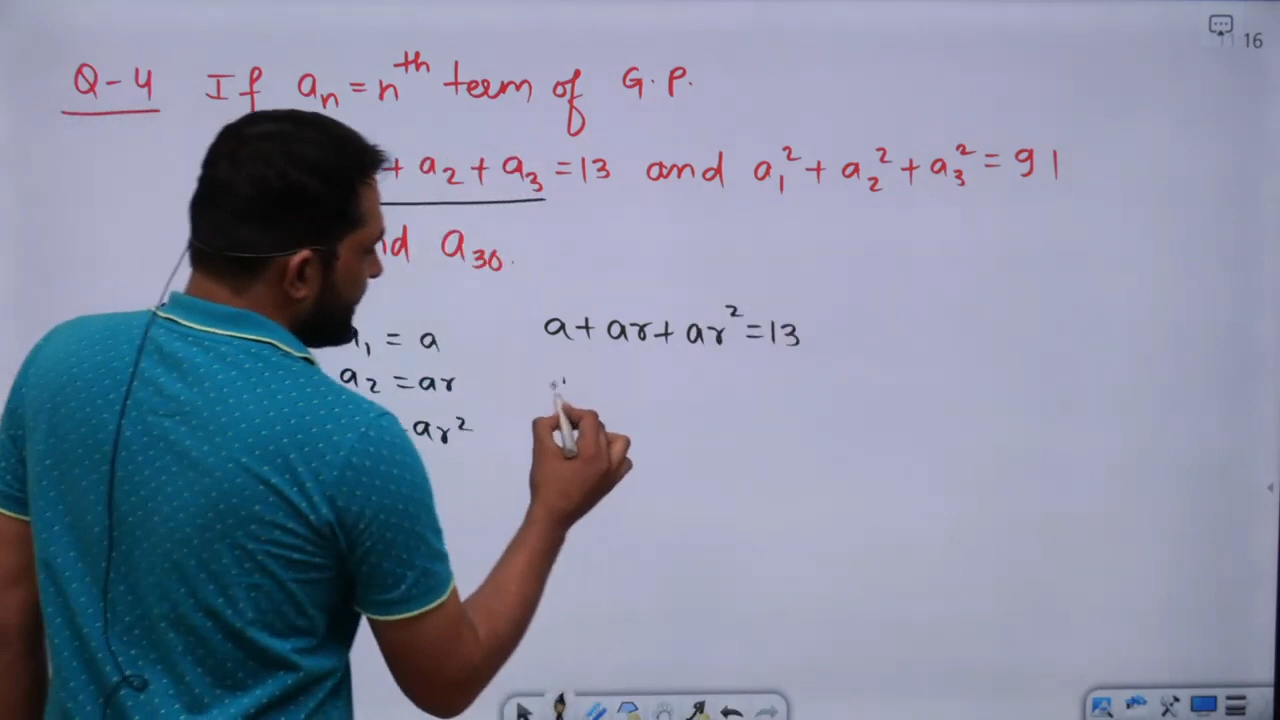 16
Q-4 If aₙ = nᵗʰ term of G.P.
+ a₂ + a₃ = 13 and a₁² + a₂² + a₃² = 91
a₃₀.
a + ar + ar² = 13
₁ = a
a₂ = ar
ar²